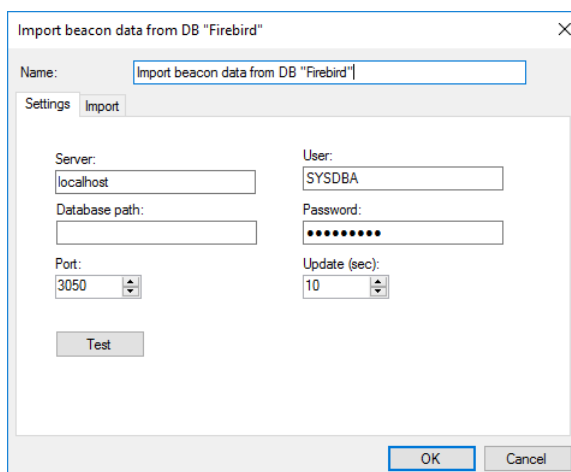 Import beacon data from DB "Firebird"
Name: Import beacon data from DB "Firebird"
Settings Import
Server: User:
localhost SYSDBA
Database path: Password:
●●●●●●●●●
Port: Update (sec):
3050 10
Test
OK Cancel